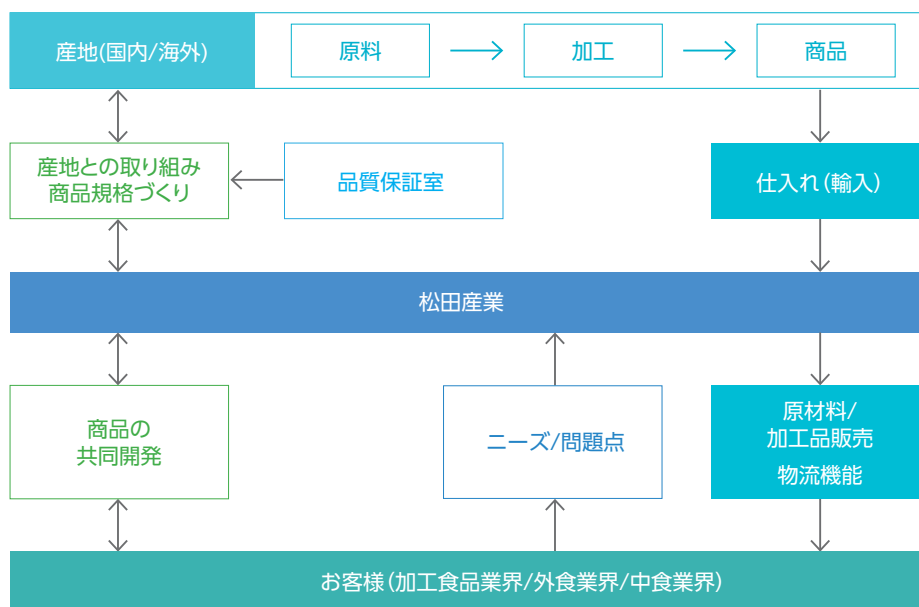 産地(国内/海外)
原料
加工
商品
産地との取り組み
商品規格づくり
品質保証室
仕入れ(輸入)
松田産業
商品の
共同開発
ニーズ/問題点
原材料/
加工品販売
物流機能
お客様(加工食品業界/外食業界/中食業界)